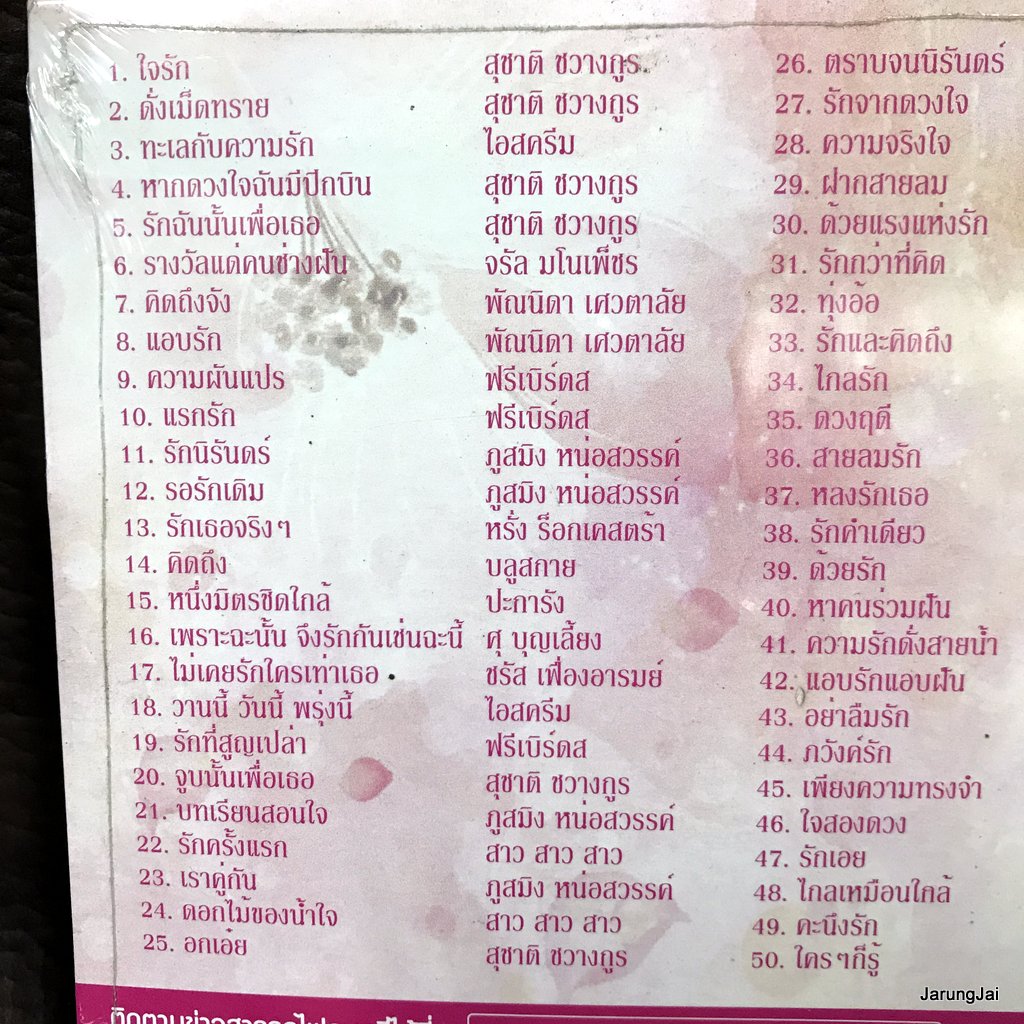 1. ใจรัก สุชาติ ชวางกูร 26. ตราบจนนิรันดร์
2. ดั่งเม็ดทราย สุชาติ ชวางกูร 27. รักจากดวงใจ
3. ทะเลกับความรัก ไอสครีม 28. ความจริงใจ
4. หากดวงใจฉันมีปีกบิน สุชาติ ชวางกูร 29. ฝากสายลม
5. รักฉันนั้นเพื่อเธอ สุชาติ ชวางกูร 30. ด้วยแรงแห่งรัก
6. รางวัลแด่คนช่างฝัน จรัล มโนเพ็ชร 31. รักกว่าที่คิด
7. คิดถึงจัง พัณนิดา เศวตาลัย 32. ทุ่งอ้อ
8. แอบรัก พัณนิดา เศวตาลัย 33. รักและคิดถึง
9. ความผันแปร ฟรีเบิร์ดส 34. ไกลรัก
10. แรกรัก ฟรีเบิร์ดส 35. ดวงฤดี
11. รักนิรันดร์ ภูสมิง หน่อสวรรค์ 36. สายลมรัก
12. รอรักเดิม ภูสมิง หน่อสวรรค์ 37. หลงรักเธอ
13. รักเธอจริงๆ หรั่ง ร็อกเคสตร้า 38. รักคำเดียว
14. คิดถึง บลูสกาย 39. ด้วยรัก
15. หนึ่งมิตรชิดใกล้ ปะการัง 40. หาคนร่วมฝัน
16. เพราะฉะนั้น จึงรักกันเช่นฉะนี้ ศุ บุญเลี้ยง 41. ความรักดั่งสายน้ำ
17. ไม่เคยรักใครเท่าเธอ ชรัส เฟื่องอารมย์ 42. แอบรักแอบฝัน
18. วานนี้ วันนี้ พรุ่งนี้ ไอสครีม 43. อย่าลืมรัก
19. รักที่สูญเปล่า ฟรีเบิร์ดส 44. ภวังค์รัก
20. จูบนั้นเพื่อเธอ สุชาติ ชวางกูร 45. เพียงความทรงจำ
21. บทเรียนสอนใจ ภูสมิง หน่อสวรรค์ 46. ใจสองดวง
22. รักครั้งแรก สาว สาว สาว 47. รักเอย
23. เราคู่กัน ภูสมิง หน่อสวรรค์ 48. ไกลเหมือนใกล้
24. ดอกไม้ของน้ำใจ สาว สาว สาว 49. คะนึงรัก
25. อกเอ๋ย สุชาติ ชวางกูร 50. ใครๆก็รู้
JarungJai